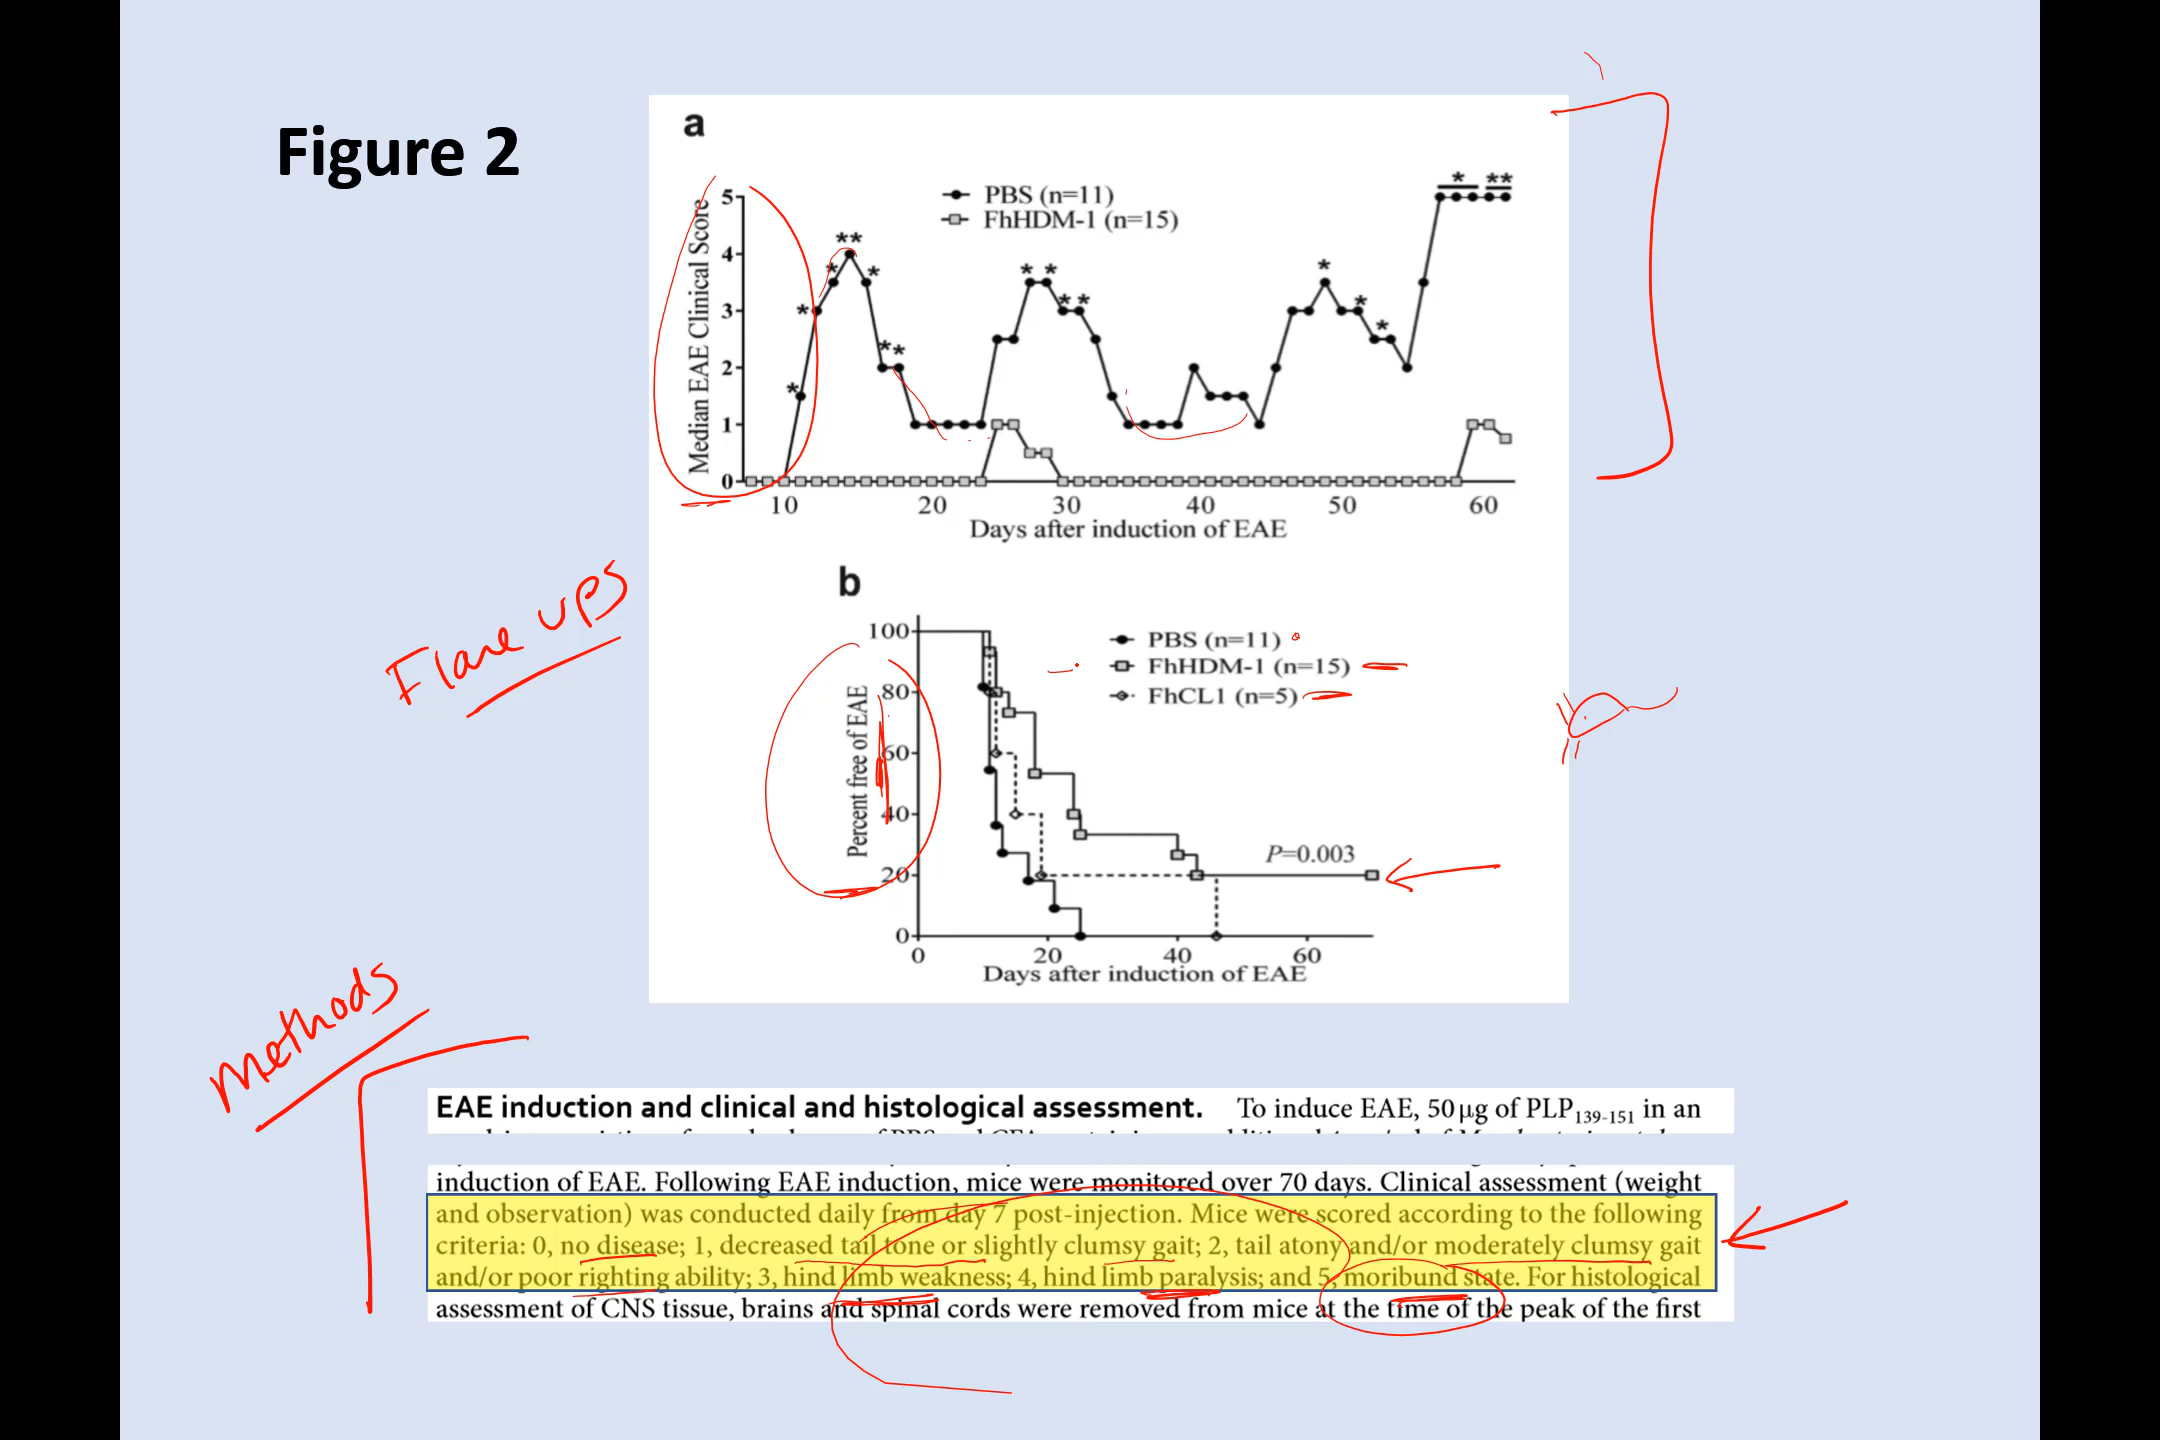 Figure 2
a
PBS (n=11)
FhHDM-1 (n=15)
Median EAE Clinical Score
5
4
3
2
1
0
*
*
*
**
*
*
*
*
*
*
*
*
*
*
*
**
10 20 30 40 50 60
Days after induction of EAE
Flare ups
b
PBS (n=11)
FhHDM-1 (n=15)
FhCL1 (n=5)
Percent free of EAE
100
80
60
40
20
0
P=0.003
0 20 40 60
Days after induction of EAE
Methods
EAE induction and clinical and histological assessment. To induce EAE, 50 μg of PLP139-151 in an
induction of EAE. Following EAE induction, mice were monitored over 70 days. Clinical assessment (weight
and observation) was conducted daily from day 7 post-injection. Mice were scored according to the following
criteria: 0, no disease; 1, decreased tail tone or slightly clumsy gait; 2, tail atony and/or moderately clumsy gait
and/or poor righting ability; 3, hind limb weakness; 4, hind limb paralysis; and 5, moribund state. For histological
assessment of CNS tissue, brains and spinal cords were removed from mice at the time of the peak of the first